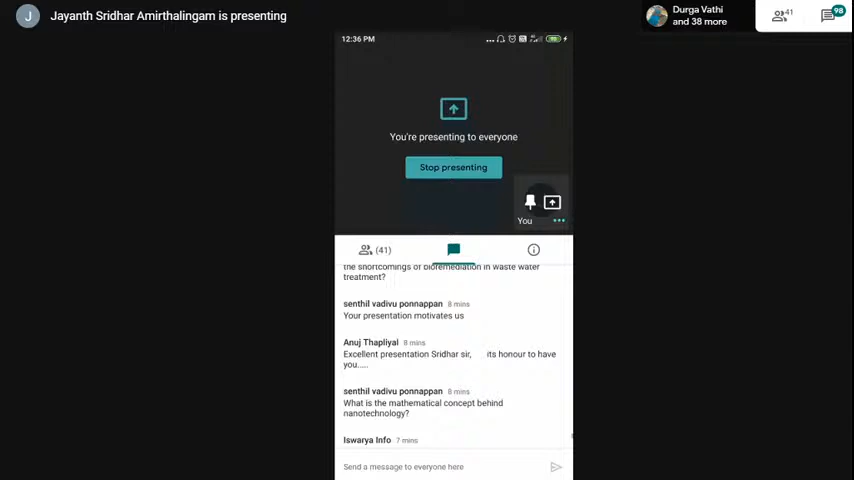 J
Jayanth Sridhar Amirthalingam is presenting
Durga Vathi
and 38 more
41
98
12:36 PM
You're presenting to everyone
Stop presenting
You
(41)
the shortcomings of bioremediation in waste water
treatment?
senthil vadivu ponnappan 8 mins
Your presentation motivates us
Anuj Thapliyal 8 mins
Excellent presentation Sridhar sir, its honour to have
you.....
senthil vadivu ponnappan 8 mins
What is the mathematical concept behind
nanotechnology?
Iswarya Info 7 mins
Send a message to everyone here